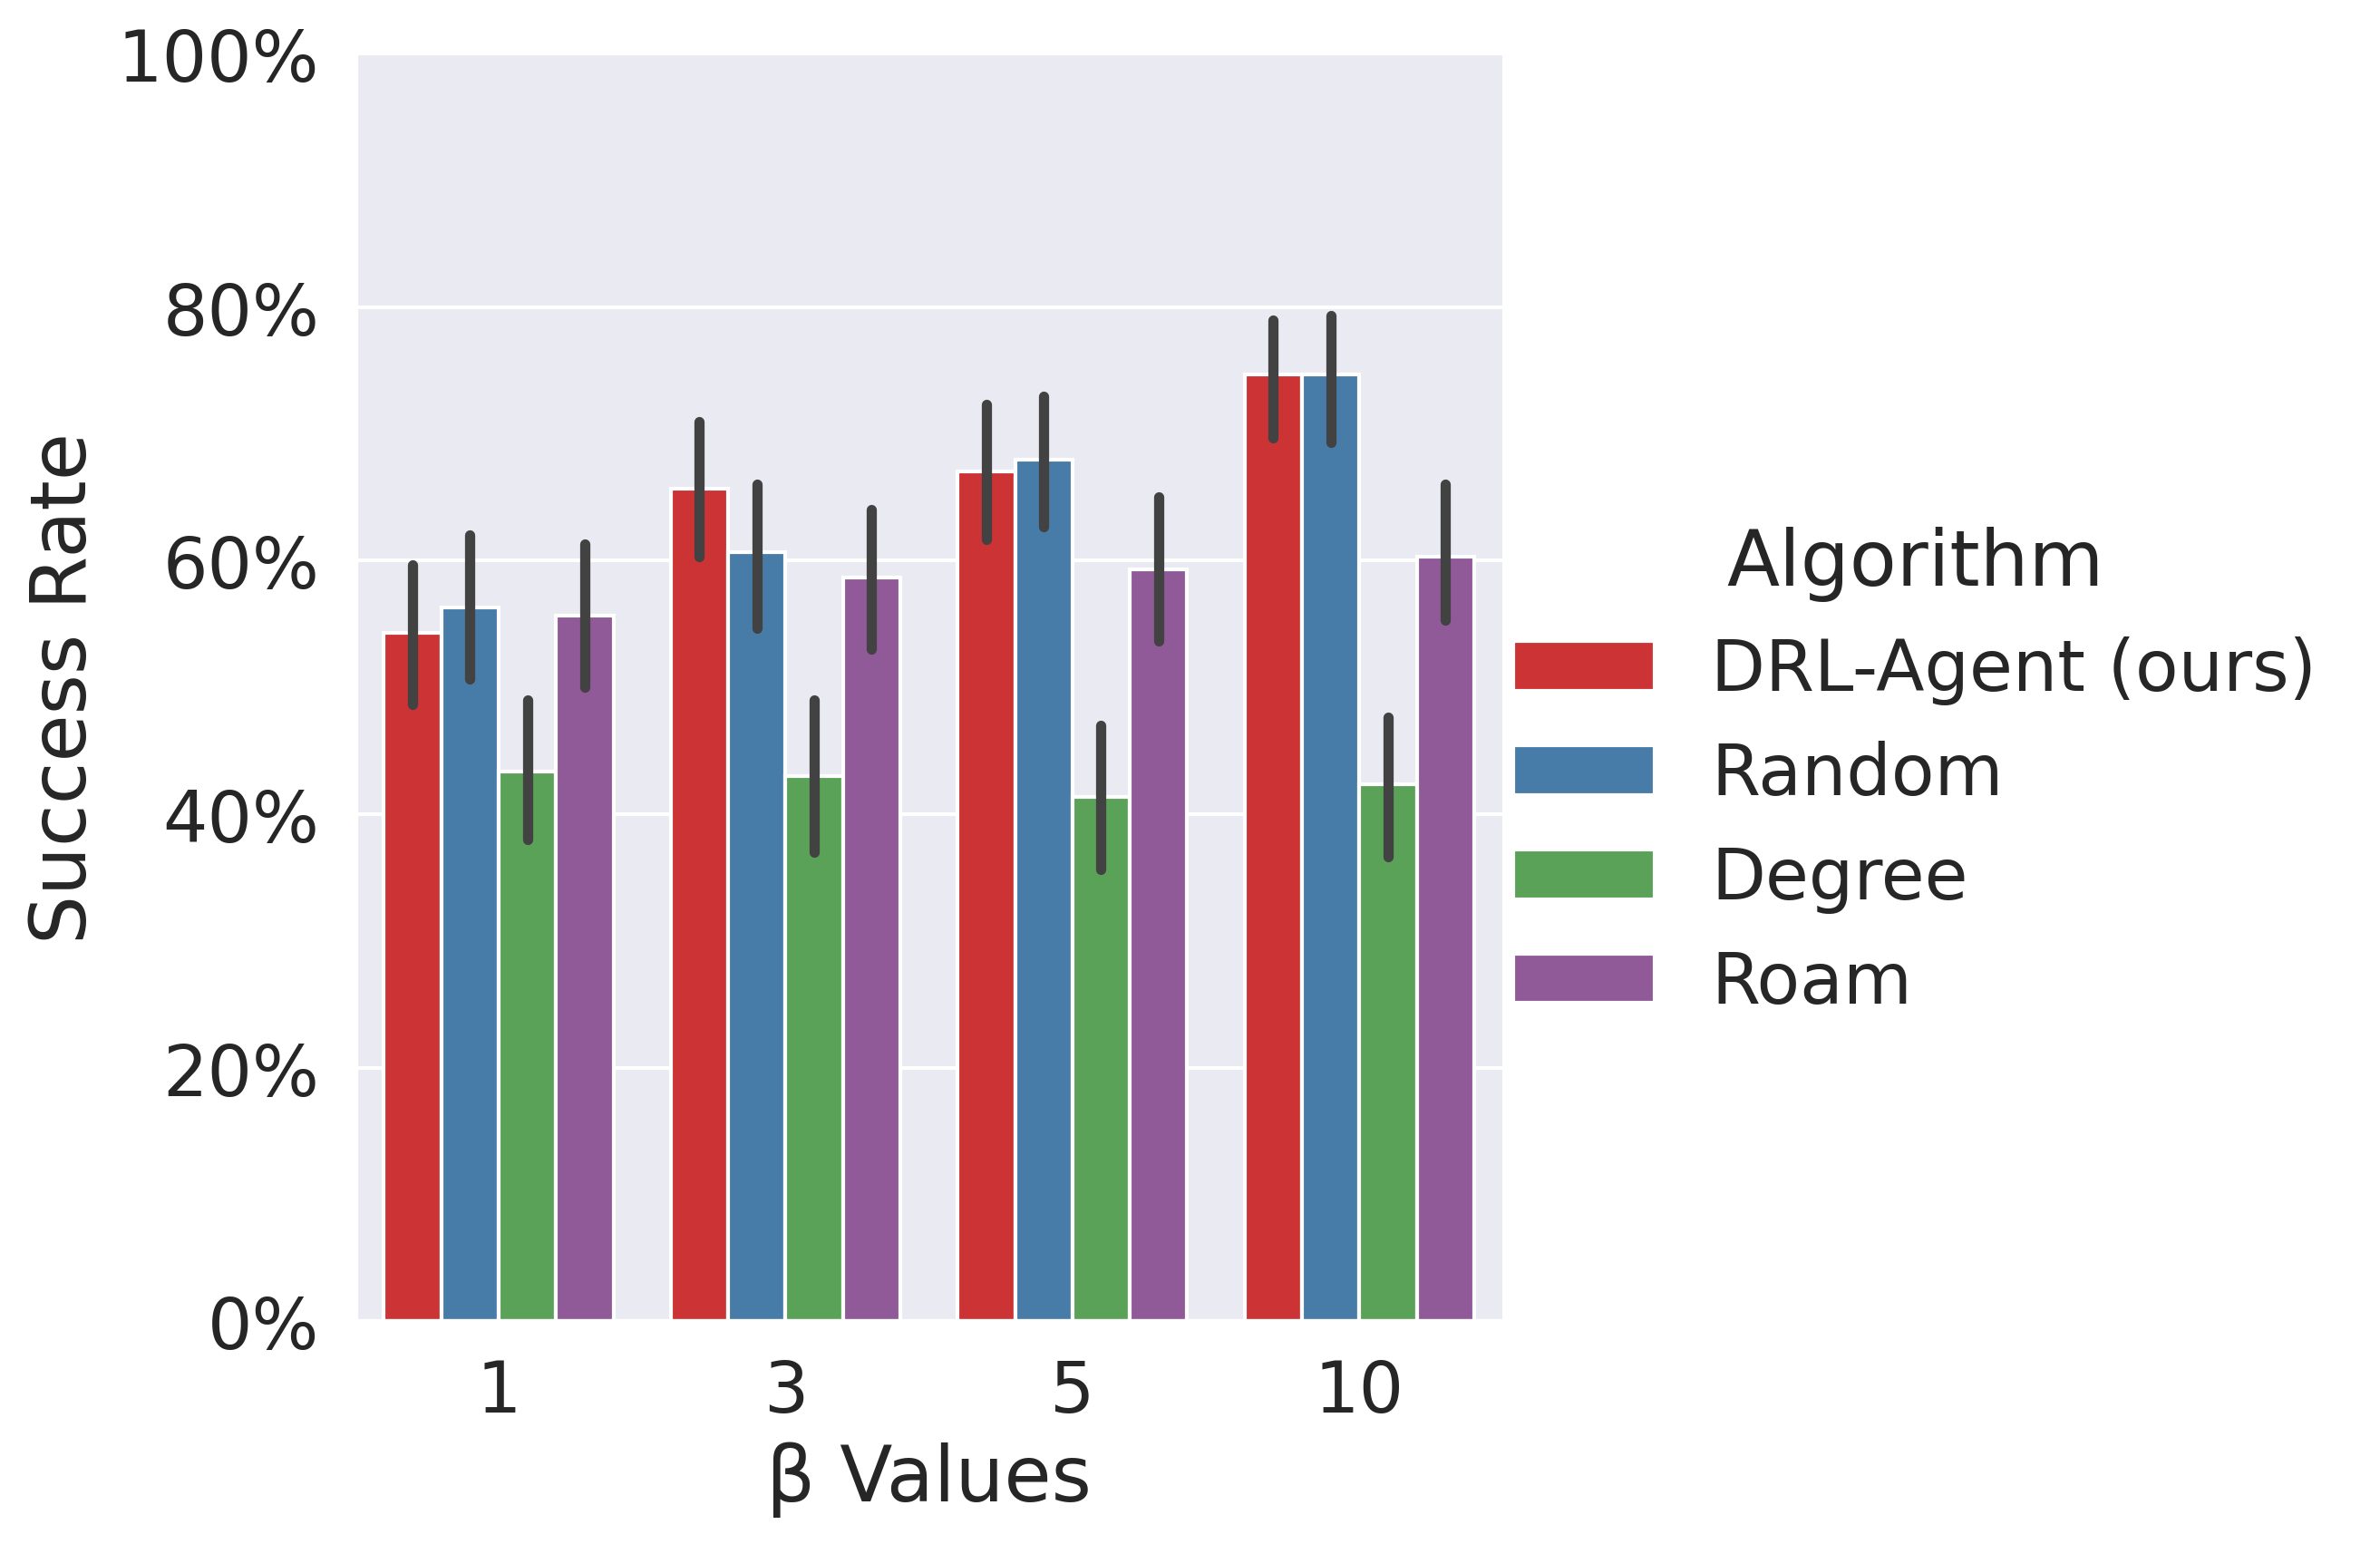 100%
80%
60%
40%
20%
0%
Success Rate
1
3
5
10
β Values
Algorithm
DRL-Agent (ours)
Random
Degree
Roam